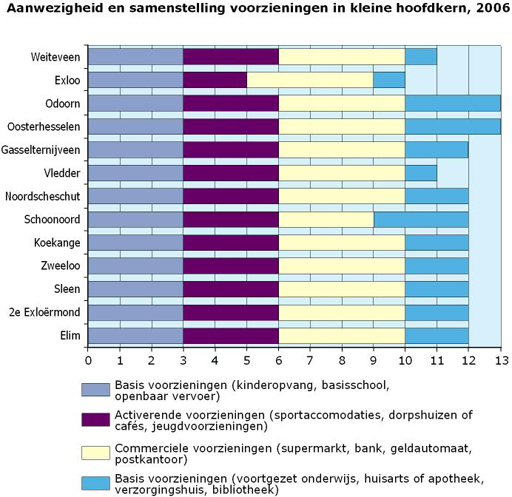 Aanwezigheid en samenstelling voorzieningen in kleine hoofdkern, 2006
Weiteveen
Exloo
Odoorn
Oosterhesselen
Gasselternijveen
Vledder
Noordscheschut
Schoonoord
Koekange
Zweeloo
Sleen
2e Exloërmond
Elim
0 1 2 3 4 5 6 7 8 9 10 11 12 13
Basis voorzieningen (kinderopvang, basisschool,
openbaar vervoer)
Activerende voorzieningen (sportaccomodaties, dorpshuizen of
cafés, jeugdvoorzieningen)
Commerciele voorzieningen (supermarkt, bank, geldautomaat,
postkantoor)
Basis voorzieningen (voortgezet onderwijs, huisarts of apotheek,
verzorgingshuis, bibliotheek)